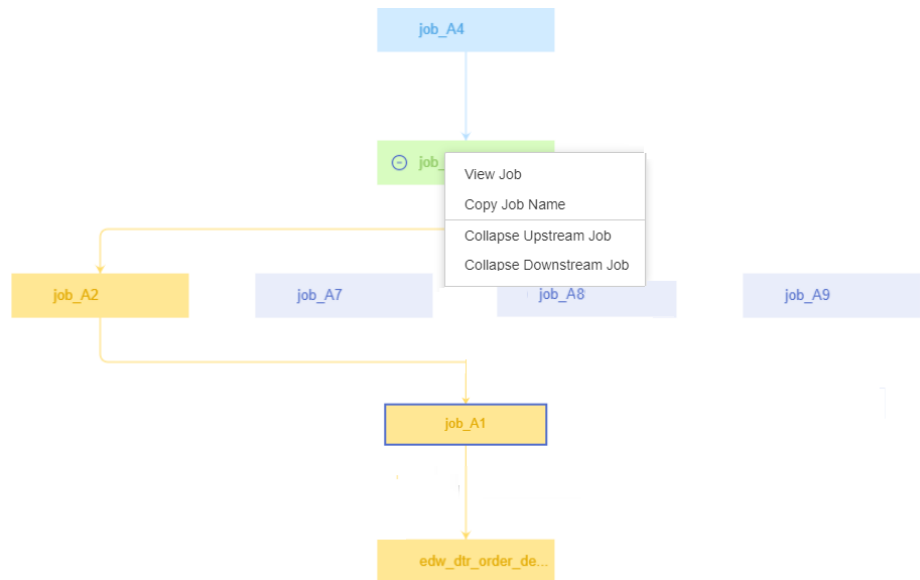 job_A4
job_
View Job
Copy Job Name
Collapse Upstream Job
Collapse Downstream Job
job_A2
job_A7
job_A8
job_A9
job_A1
edw_dtr_order_de...